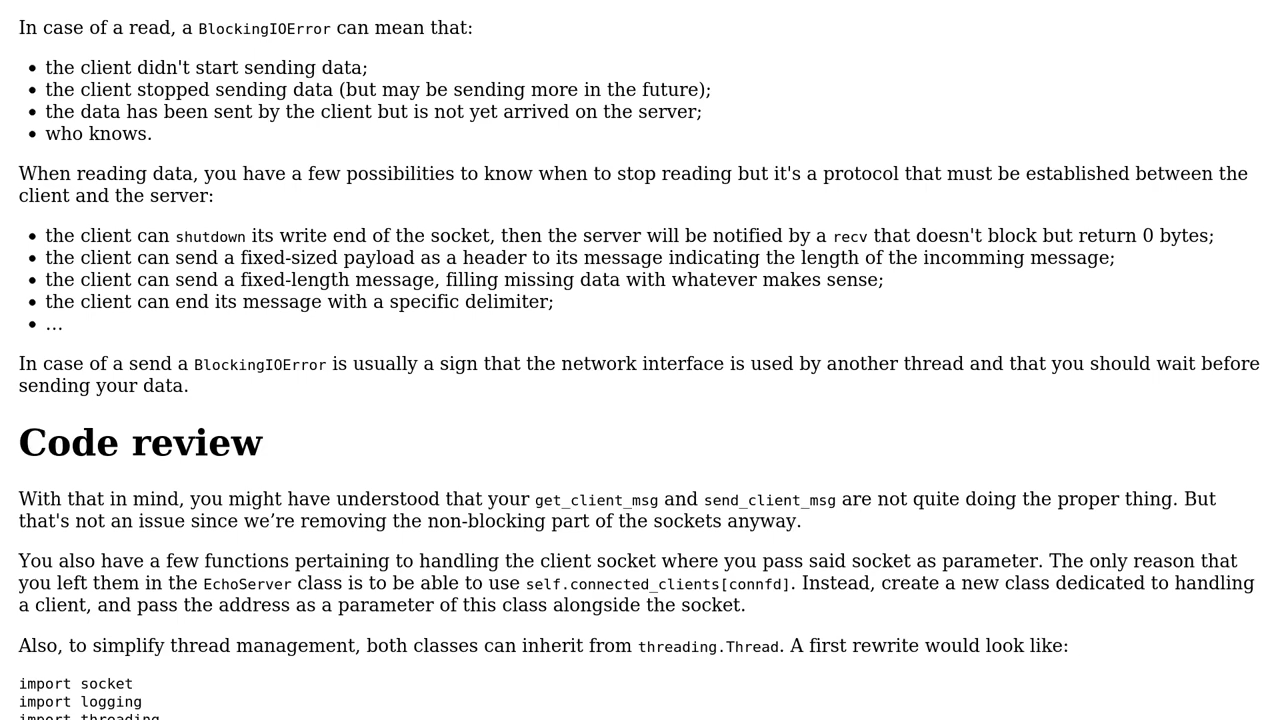 In case of a read, a BlockingIOError can mean that:
• the client didn't start sending data;
• the client stopped sending data (but may be sending more in the future);
• the data has been sent by the client but is not yet arrived on the server;
• who knows.
When reading data, you have a few possibilities to know when to stop reading but it's a protocol that must be established between the
client and the server:
• the client can shutdown its write end of the socket, then the server will be notified by a recv that doesn't block but return 0 bytes;
• the client can send a fixed-sized payload as a header to its message indicating the length of the incomming message;
• the client can send a fixed-length message, filling missing data with whatever makes sense;
• the client can end its message with a specific delimiter;
• …
In case of a send a BlockingIOError is usually a sign that the network interface is used by another thread and that you should wait before
sending your data.
Code review
With that in mind, you might have understood that your get_client_msg and send_client_msg are not quite doing the proper thing. But
that's not an issue since we’re removing the non-blocking part of the sockets anyway.
You also have a few functions pertaining to handling the client socket where you pass said socket as parameter. The only reason that
you left them in the EchoServer class is to be able to use self.connected_clients[connfd]. Instead, create a new class dedicated to handling
a client, and pass the address as a parameter of this class alongside the socket.
Also, to simplify thread management, both classes can inherit from threading.Thread. A first rewrite would look like:
import socket
import logging
import threading